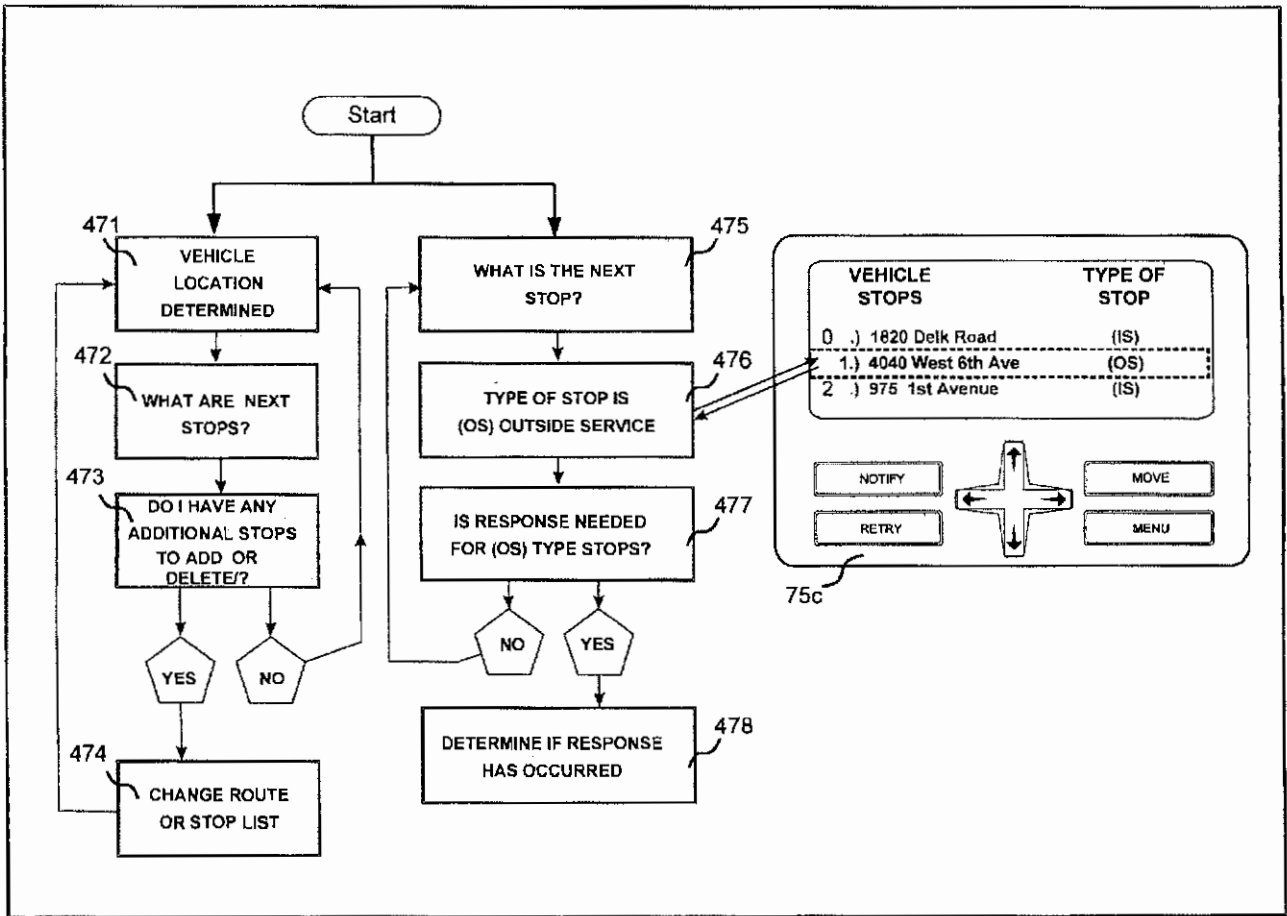 Start
471
VEHICLE
LOCATION
DETERMINED
472
WHAT ARE NEXT
STOPS?
473
DO I HAVE ANY
ADDITIONAL STOPS
TO ADD OR
DELETE/?
YES
NO
474
CHANGE ROUTE
OR STOP LIST
475
WHAT IS THE NEXT
STOP?
476
TYPE OF STOP IS
(OS) OUTSIDE SERVICE
477
IS RESPONSE NEEDED
FOR (OS) TYPE STOPS?
NO
YES
478
DETERMINE IF RESPONSE
HAS OCCURRED
VEHICLE STOPS
TYPE OF STOP
0 .) 1820 Delk Road (IS)
1.) 4040 West 6th Ave (OS)
2 .) 975 1st Avenue (IS)
NOTIFY
MOVE
RETRY
MENU
75c